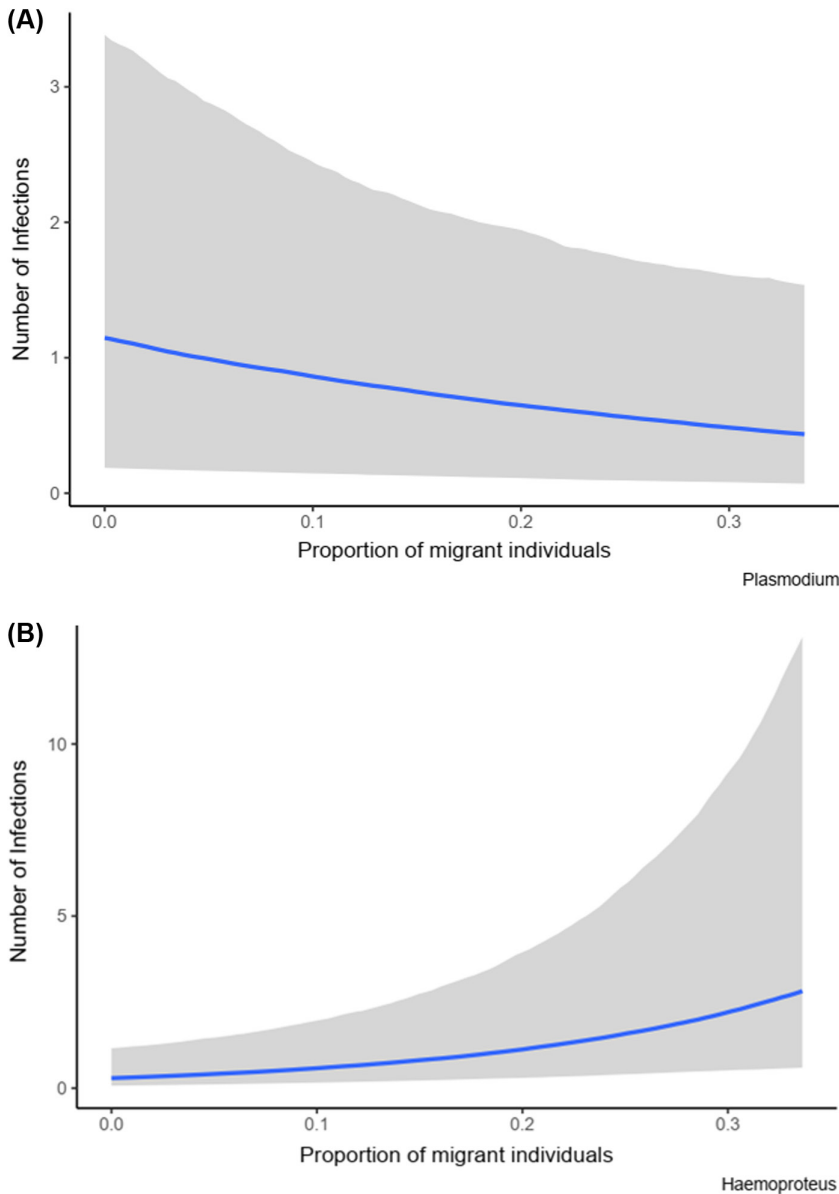 (A)
Number of Infections
3
2
1
0
0.0 0.1 0.2 0.3
Proportion of migrant individuals
Plasmodium
(B)
Number of Infections
10
5
0
0.0 0.1 0.2 0.3
Proportion of migrant individuals
Haemoproteus